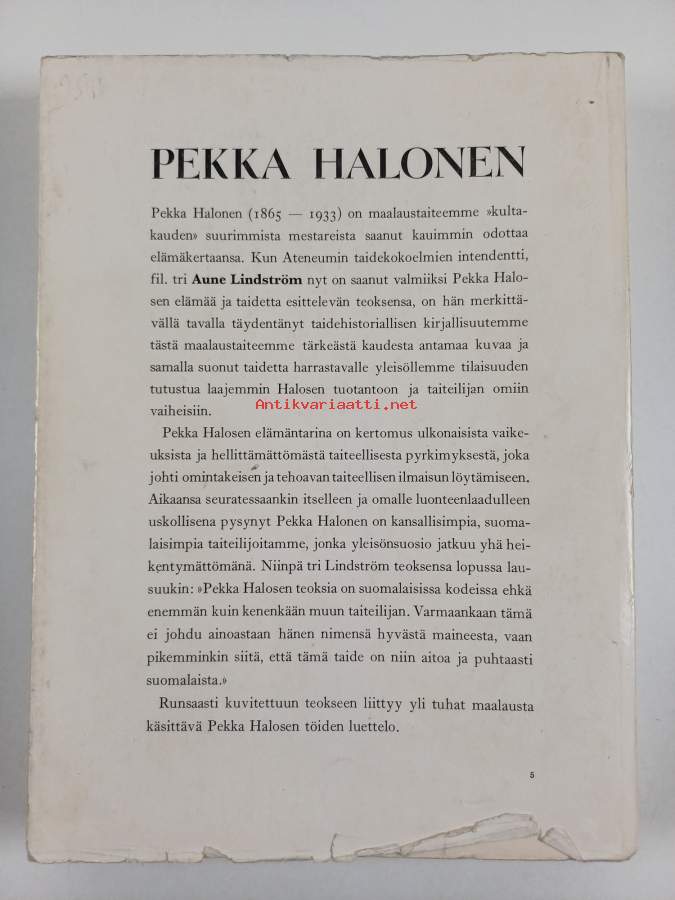 PEKKA HALONEN
Pekka Halonen (1865 — 1933) on maalaustaiteemme »kulta-
kauden» suurimmista mestareista saanut kauimmin odottaa
elämäkertaansa. Kun Ateneumin taidekokoelmien intendentti,
fil. tri Aune Lindström nyt on saanut valmiiksi Pekka Halo-
sen elämää ja taidetta esittelevän teoksensa, on hän merkittä-
vällä tavalla täydentänyt taidehistoriallisen kirjallisuutemme
tästä maalaustaiteemme tärkeästä kaudesta antamaa kuvaa ja
samalla suonut taidetta harrastavalle yleisöllemme tilaisuuden
tutustua laajemmin Halosen tuotantoon ja taiteilijan omiin
vaiheisiin.
Antikvariaatti.net
Pekka Halosen elämäntarina on kertomus ulkonaisista vaike-
uksista ja hellittämättömästä taiteellisesta pyrkimyksestä, joka
johti omintakeisen ja tehoavan taiteellisen ilmaisun löytämiseen.
Aikaansa seuratessaankin itselleen ja omalle luonteenlaadulleen
uskollisena pysynyt Pekka Halonen on kansallisimpia, suoma-
laisimpia taiteilijoitamme, jonka yleisönsuosio jatkuu yhä hei-
kentymättömänä. Niinpä tri Lindström teoksensa lopussa lau-
suukin: »Pekka Halosen teoksia on suomalaisissa kodeissa ehkä
enemmän kuin kenenkään muun taiteilijan. Varmaankaan tämä
ei johdu ainoastaan hänen nimensä hyvästä maineesta, vaan
pikemminkin siitä, että tämä taide on niin aitoa ja puhtaasti
suomalaista.»
Runsaasti kuvitettuun teokseen liittyy yli tuhat maalausta
käsittävä Pekka Halosen töiden luettelo.
5